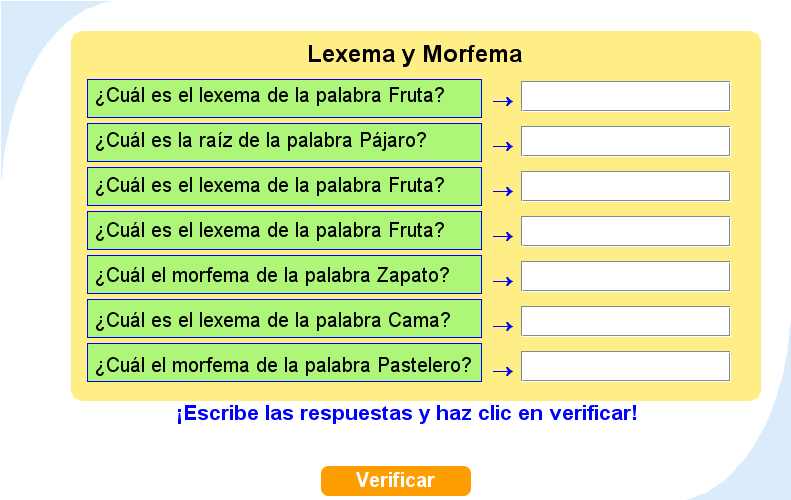 Lexema y Morfema
¿Cuál es el lexema de la palabra Fruta? →
¿Cuál es la raíz de la palabra Pájaro? →
¿Cuál es el lexema de la palabra Fruta? →
¿Cuál es el lexema de la palabra Fruta? →
¿Cuál el morfema de la palabra Zapato? →
¿Cuál es el lexema de la palabra Cama? →
¿Cuál el morfema de la palabra Pastelero? →
¡Escribe las respuestas y haz clic en verificar!
Verificar